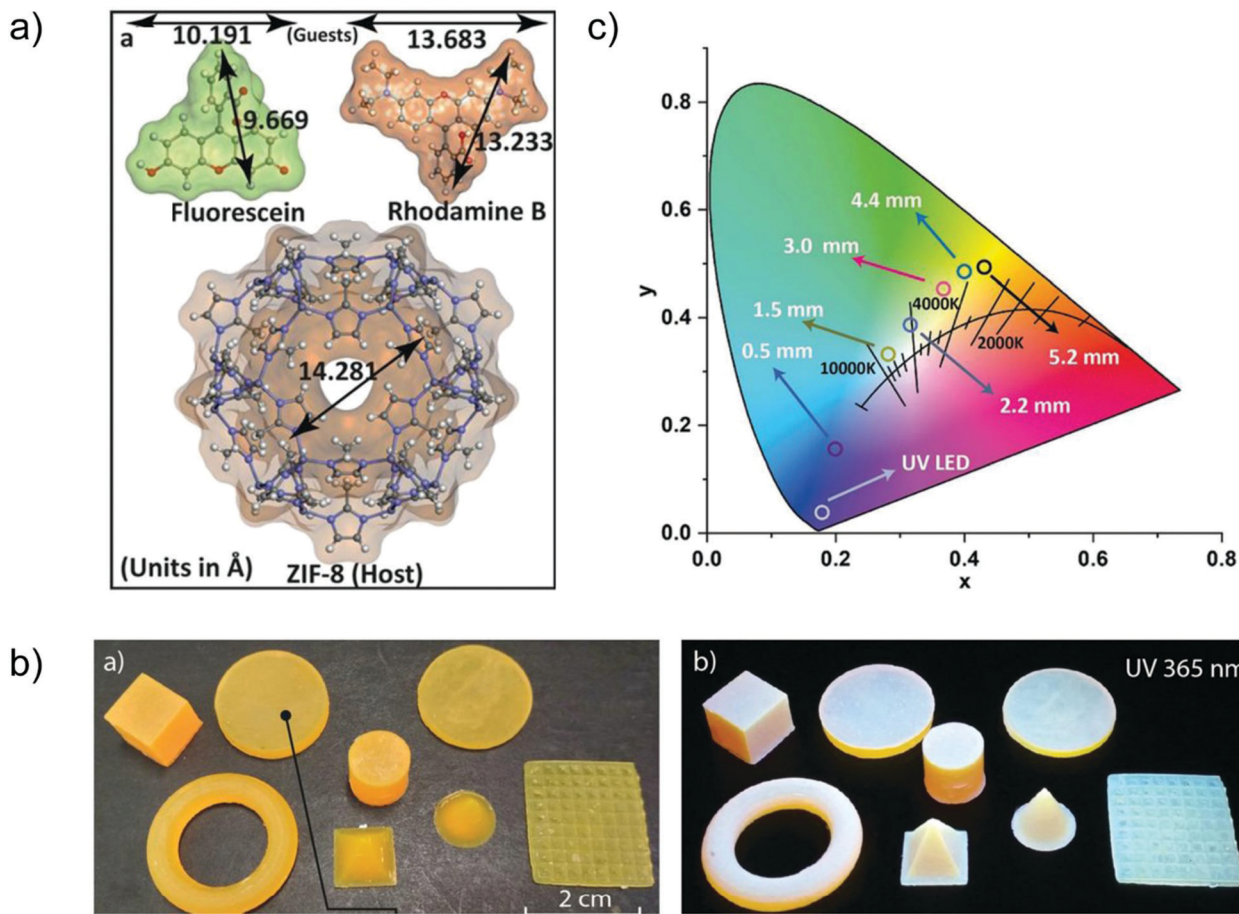 a)
a
10.191
(Guests)
13.683
9.669
13.233
Fluorescein
Rhodamine B
14.281
(Units in Å)
ZIF-8 (Host)
c)
0.8
0.6
0.4
0.2
0.0
y
4.4 mm
3.0 mm
1.5 mm
0.5 mm
4000K
10000K
2000K
5.2 mm
2.2 mm
UV LED
0.0
0.2
0.4
0.6
0.8
x
b)
a)
2 cm
b)
UV 365 nm